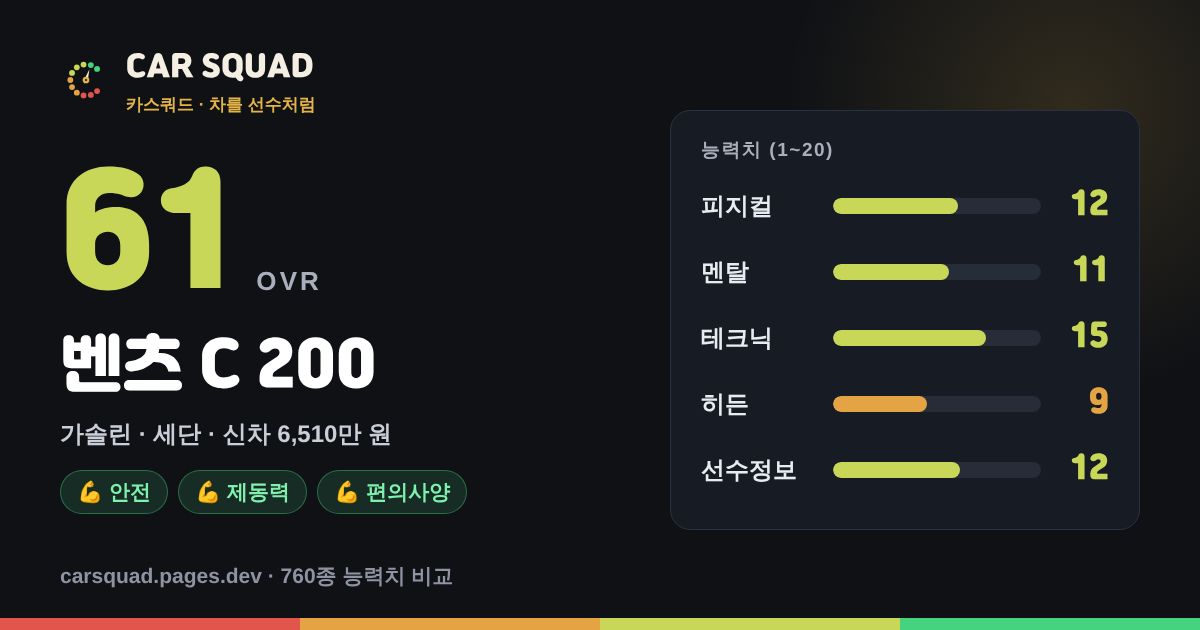 CAR SQUAD
카스쿼드 · 차를 선수처럼
61 OVR
벤츠 C 200
가솔린 · 세단 · 신차 6,510만 원
💪 안전 💪 제동력 💪 편의사양
carsquad.pages.dev · 760종 능력치 비교
능력치 (1~20)
피지컬 12
멘탈 11
테크닉 15
히든 9
선수정보 12